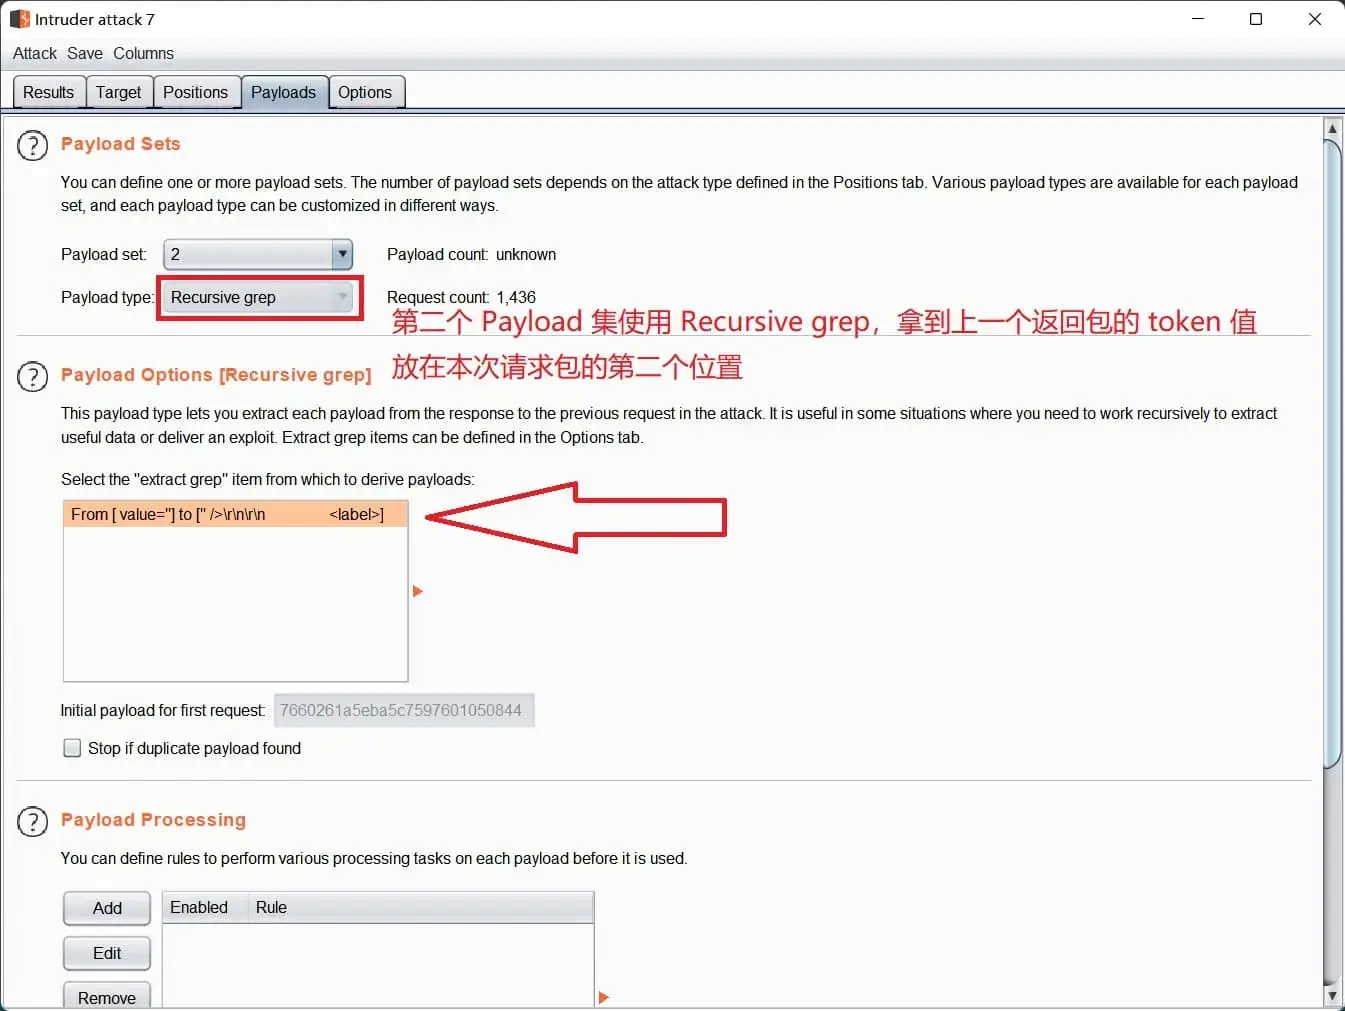 Intruder attack 7
Attack Save Columns
Results Target Positions Payloads Options
? Payload Sets
You can define one or more payload sets. The number of payload sets depends on the attack type defined in the Positions tab. Various payload types are available for each payload
set, and each payload type can be customized in different ways.
Payload set: 2 Payload count: unknown
Payload type: Recursive grep Request count: 1,436
第二个 Payload 集使用 Recursive grep，拿到上一个返回包的 token 值
放在本次请求包的第二个位置
? Payload Options [Recursive grep]
This payload type lets you extract each payload from the response to the previous request in the attack. It is useful in some situations where you need to work recursively to extract
useful data or deliver an exploit. Extract grep items can be defined in the Options tab.
Select the "extract grep" item from which to derive payloads:
From [ value="] to [" />\r\n\r\n <label>]
Initial payload for first request: 7660261a5eba5c7597601050844
Stop if duplicate payload found
? Payload Processing
You can define rules to perform various processing tasks on each payload before it is used.
Add Enabled Rule
Edit
Remove